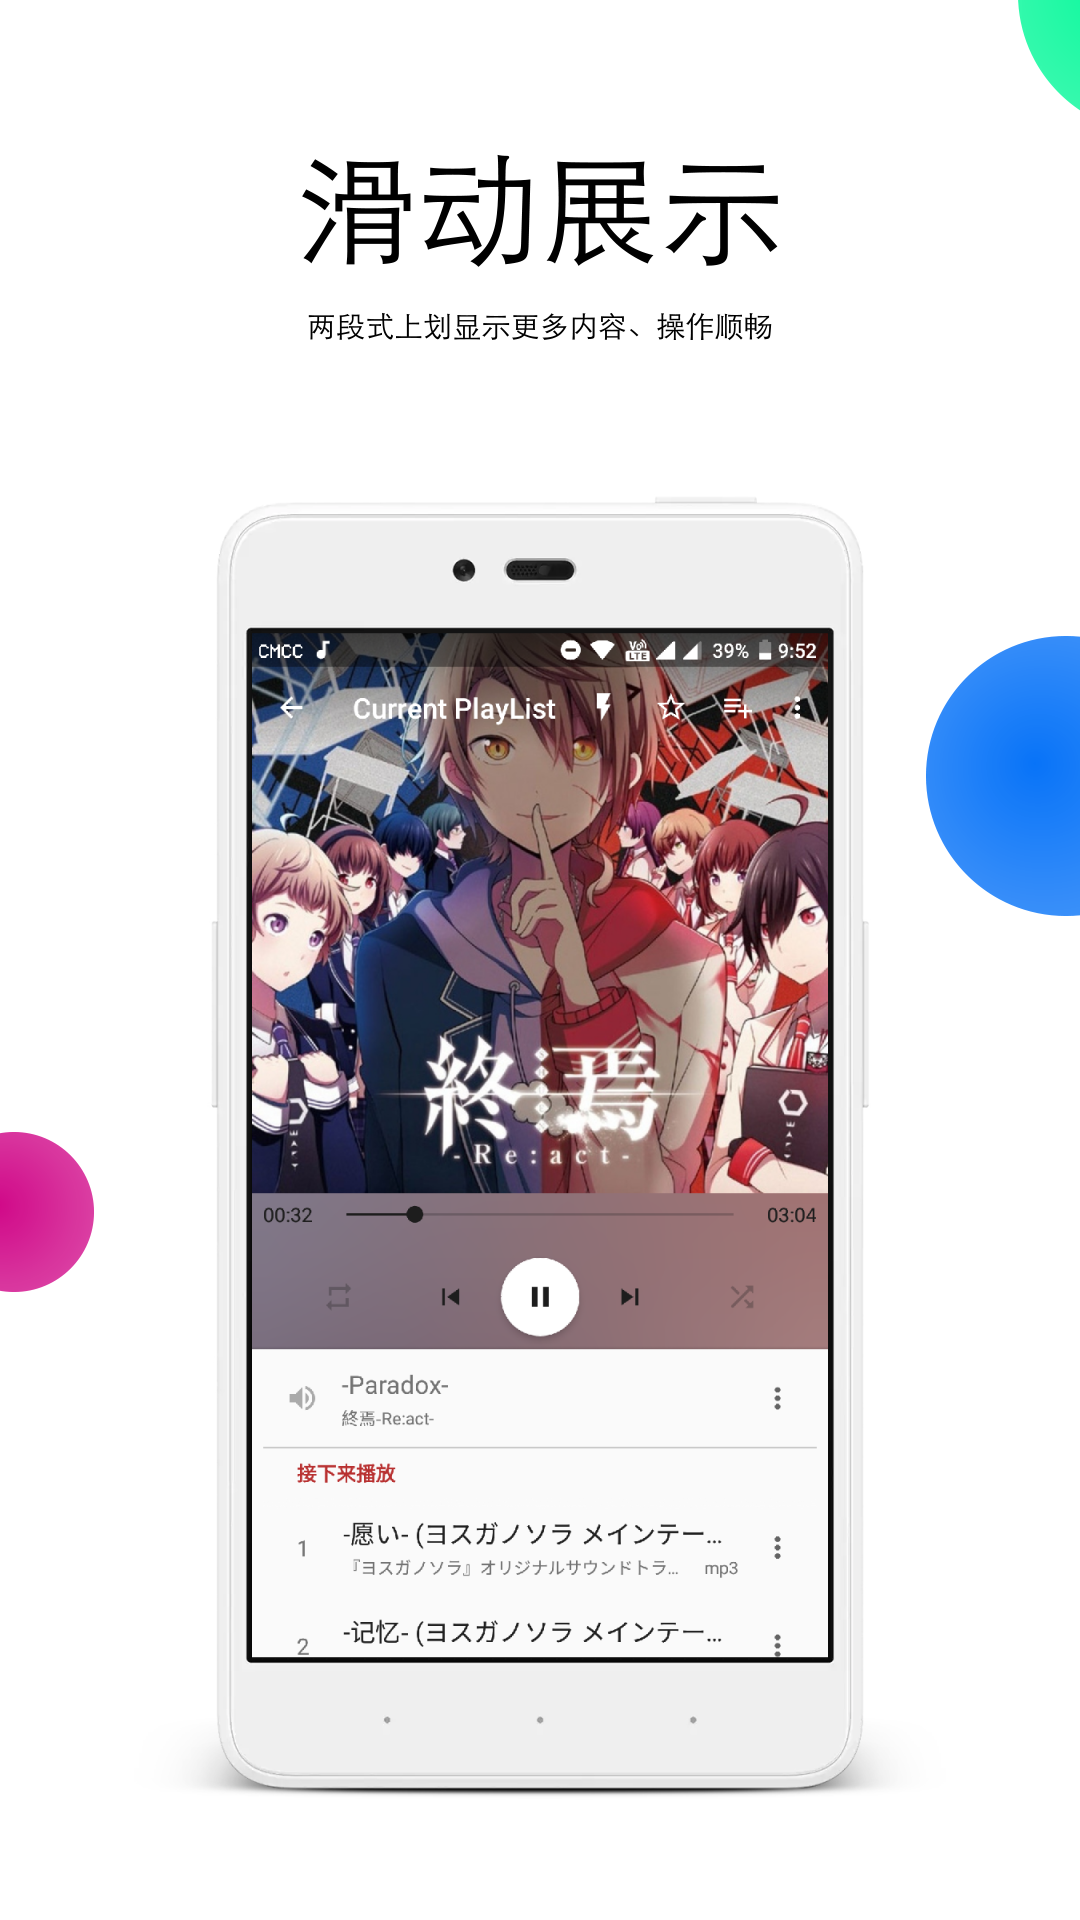 滑动展示
两段式上划显示更多内容、操作顺畅
CMCC 39% 9:52
Current PlayList
終焉
-Re:act-
00:32 03:04
-Paradox-
終焉-Re:act-
接下来播放
1 -愿い- (ヨスガノソラ メインテー...
『ヨスガノソラ』オリジナルサウンドトラ... mp3
2 -记忆- (ヨスガノソラ メインテー...